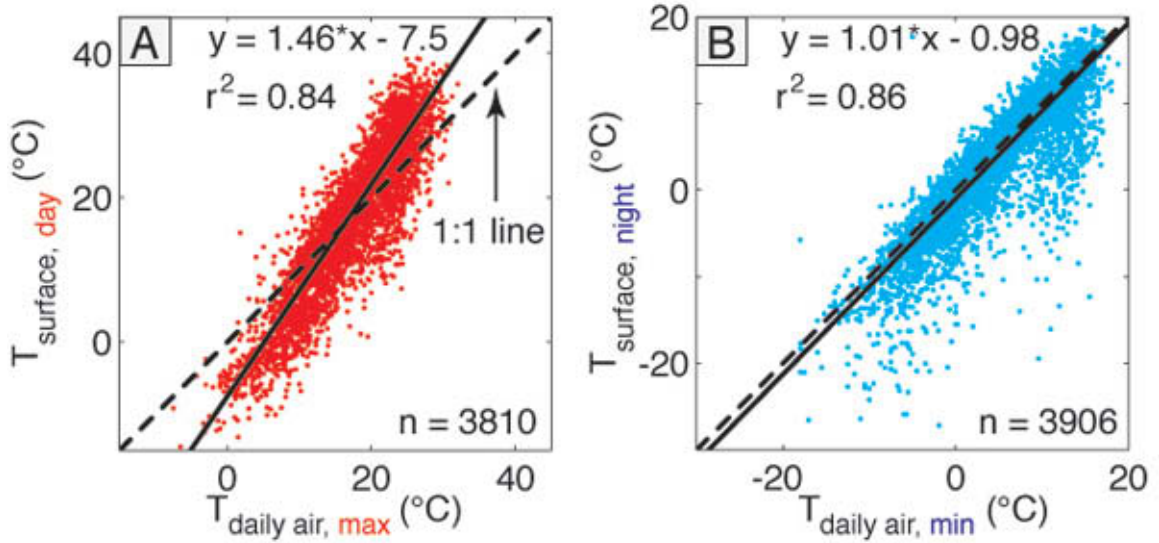 A
y = 1.46*x - 7.5
r² = 0.84
1:1 line
n = 3810
40
20
0
0
20
40
T surface, day (°C)
T daily air, max (°C)
B
y = 1.01*x - 0.98
r² = 0.86
n = 3906
20
10
0
-20
-20
0
20
T surface, night (°C)
T daily air, min (°C)